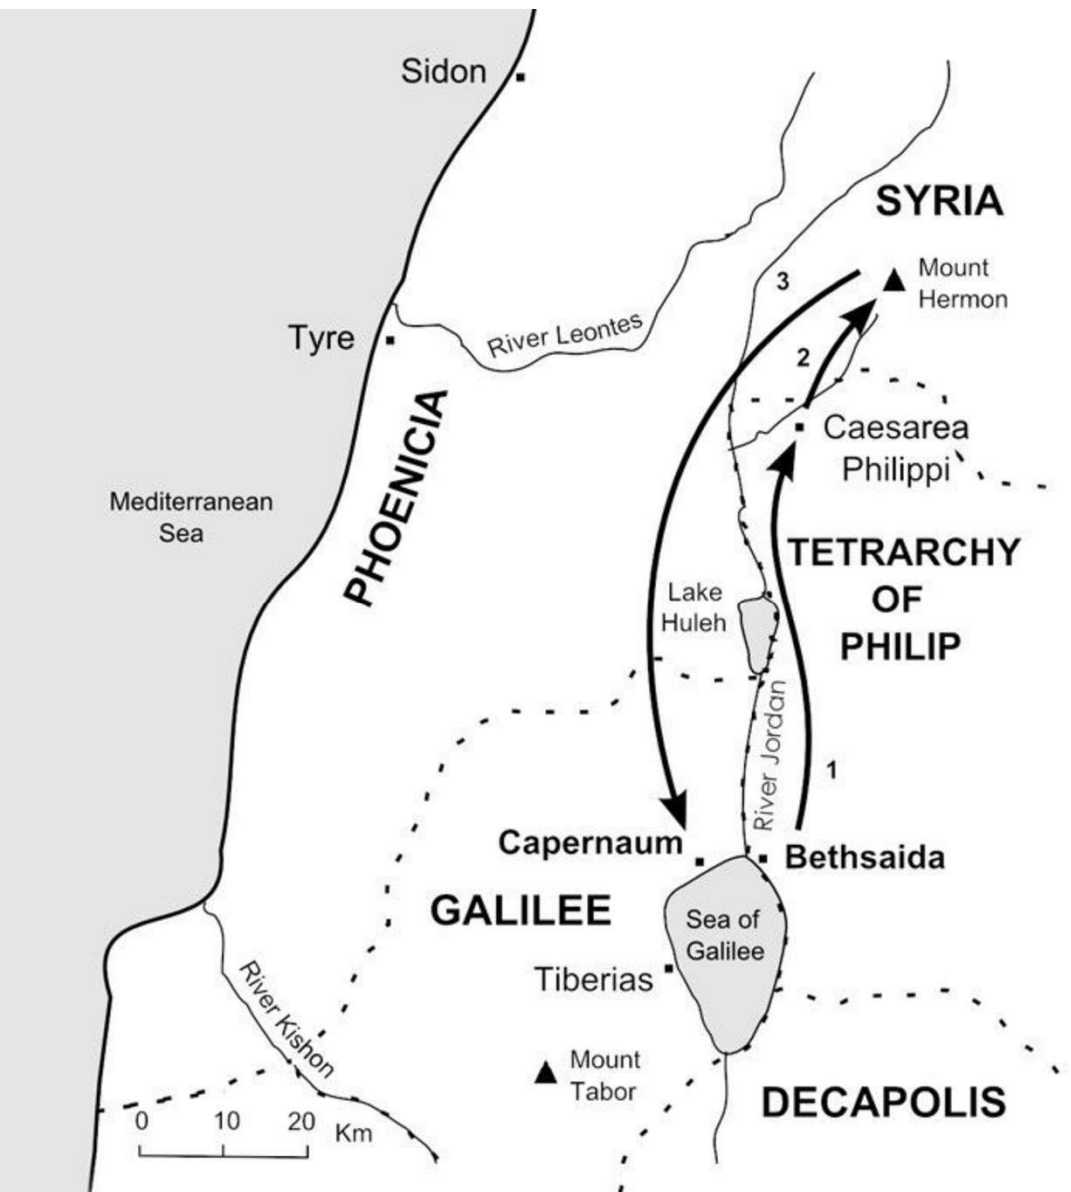 Sidon
SYRIA
3
Mount
Hermon
Tyre
River Leontes
2
PHOENICIA
Caesarea
Philippi
Mediterranean
Sea
TETRARCHY
OF
PHILIP
Lake
Huleh
River Jordan
1
Capernaum
Bethsaida
GALILEE
Sea of
Galilee
Tiberias
River Kishon
Mount
Tabor
DECAPOLIS
0 10 20
Km